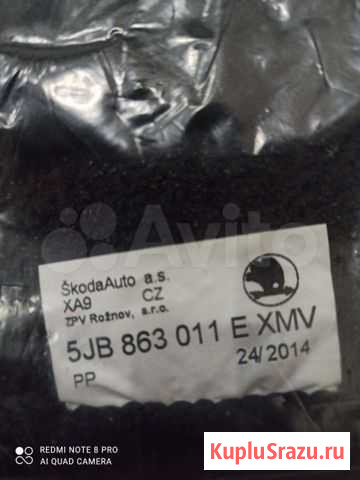 Avito
ŠkodaAuto a.s.
XA9 CZ
ZPV Rožnov, s.r.o.
5JB 863 011 E XMV
PP 24/2014
REDMI NOTE 8 PRO
AI QUAD CAMERA
KupluSrazu.ru